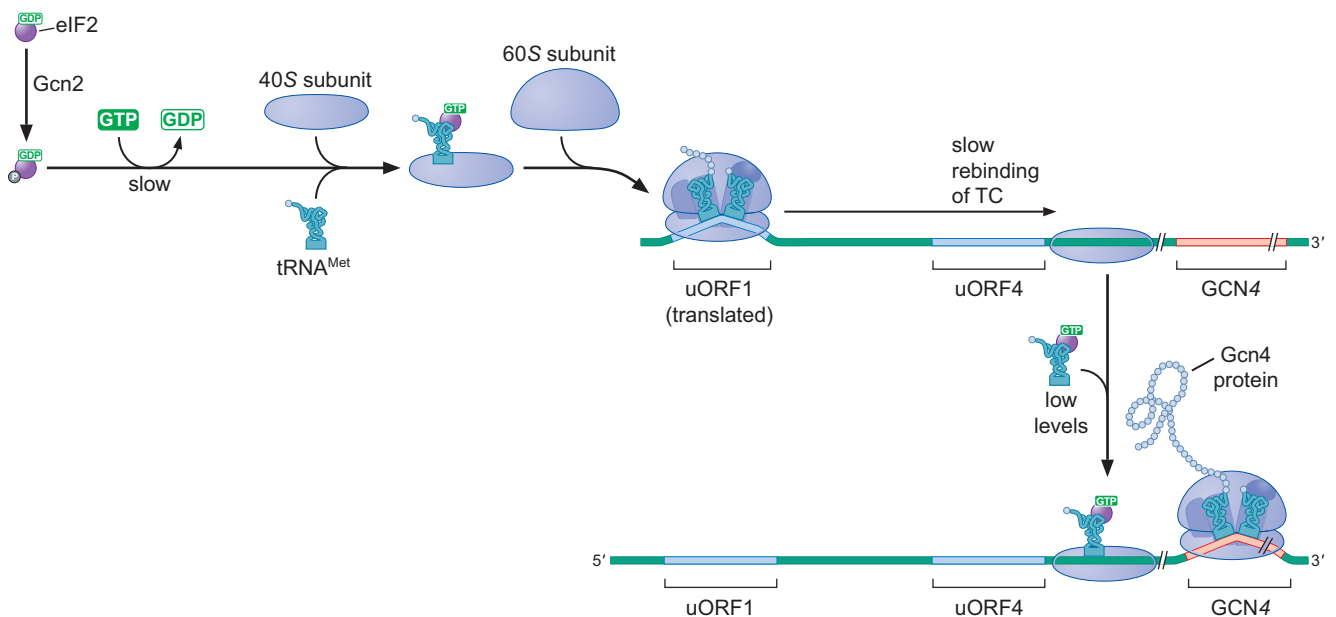 GDP
eIF2
Gcn2
GDP
P
GTP
GDP
slow
40S subunit
tRNAMet
GTP
60S subunit
slow
rebinding
of TC
3′
uORF1
(translated)
uORF4
GCN4
GTP
low
levels
Gcn4
protein
GTP
5′
3′
uORF1
uORF4
GCN4